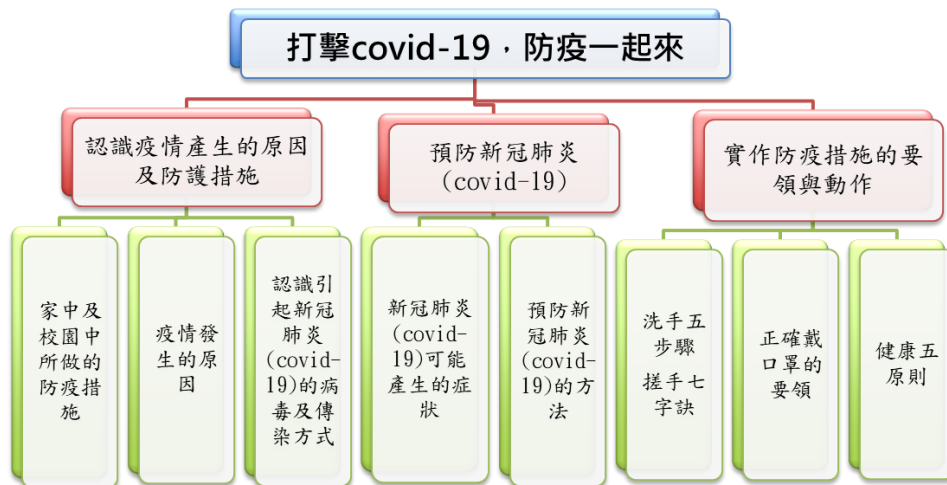 打擊covid-19，防疫一起來
認識疫情產生的原因
及防護措施
預防新冠肺炎
(covid-19)
實作防疫措施的要
領與動作
家中及
校園中
所做的
防疫措
施
疫情發
生的原
因
認識引
起新冠
肺炎
(covid-
19)的病
毒及傳
染方式
新冠肺炎
(covid-
19)可能
產生的症
狀
預防新
冠肺炎
(covid-
19)的方
法
洗手五
步驟
搓手七
字訣
正確戴
口罩的
要領
健康五
原則